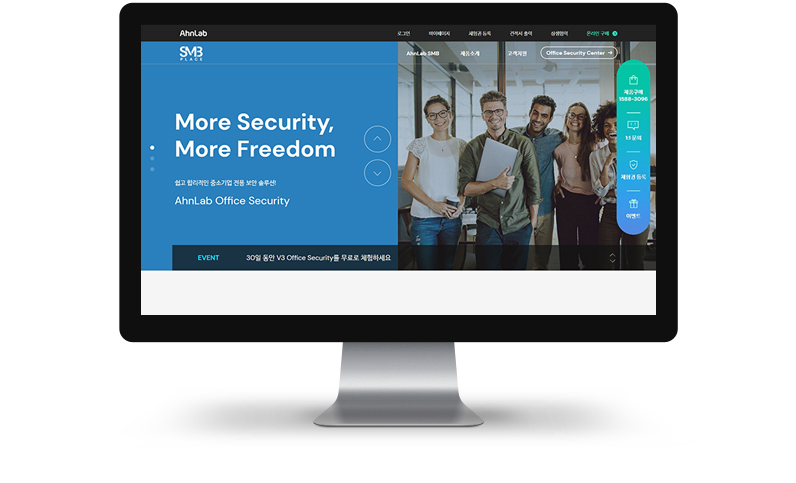 AhnLab
로그인 마이페이지 체험권 등록 견적서 출력 상생협력 온라인 구매
SMB
PLACE
AhnLab SMB 제품소개 고객지원 Office Security Center →
제품구매
1588-3096
1:1 문의
체험권 등록
이벤트
More Security,
More Freedom
쉽고 합리적인 중소기업 전용 보안 솔루션!
AhnLab Office Security
EVENT 30일 동안 V3 Office Security를 무료로 체험하세요